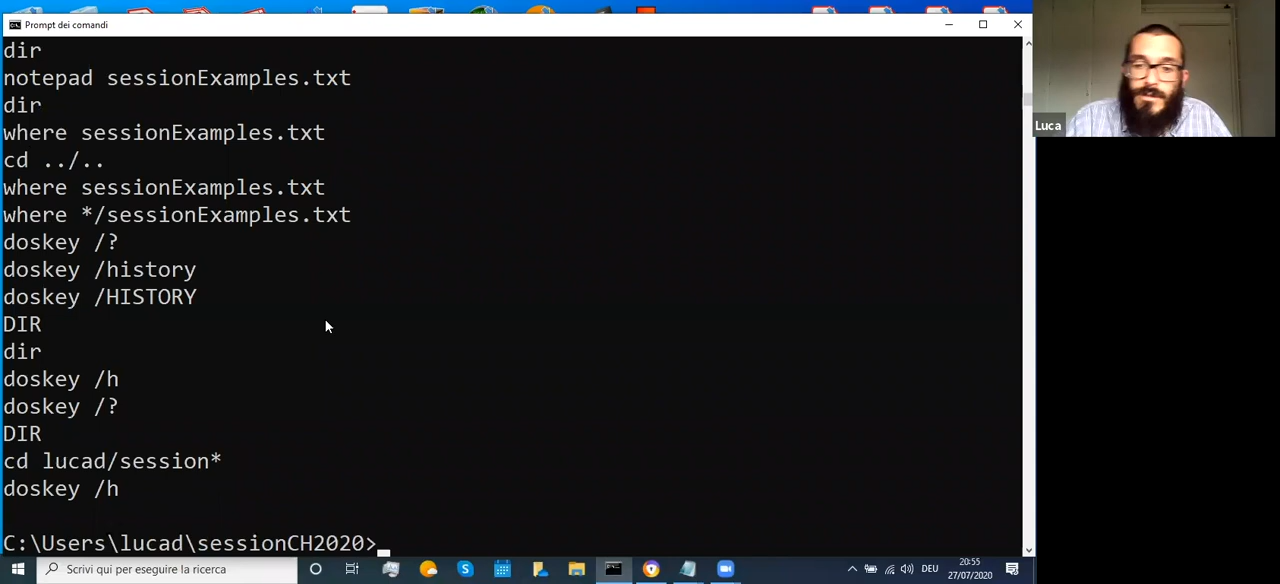 Prompt dei comandi
dir
notepad sessionExamples.txt
dir
where sessionExamples.txt
cd ../..
where sessionExamples.txt
where */sessionExamples.txt
doskey /?
doskey /history
doskey /HISTORY
DIR
dir
doskey /h
doskey /?
DIR
cd lucad/session*
doskey /h
C:\Users\lucad\sessionCH2020>
Luca
Scrivi qui per eseguire la ricerca
DEU
20:55
27/07/2020